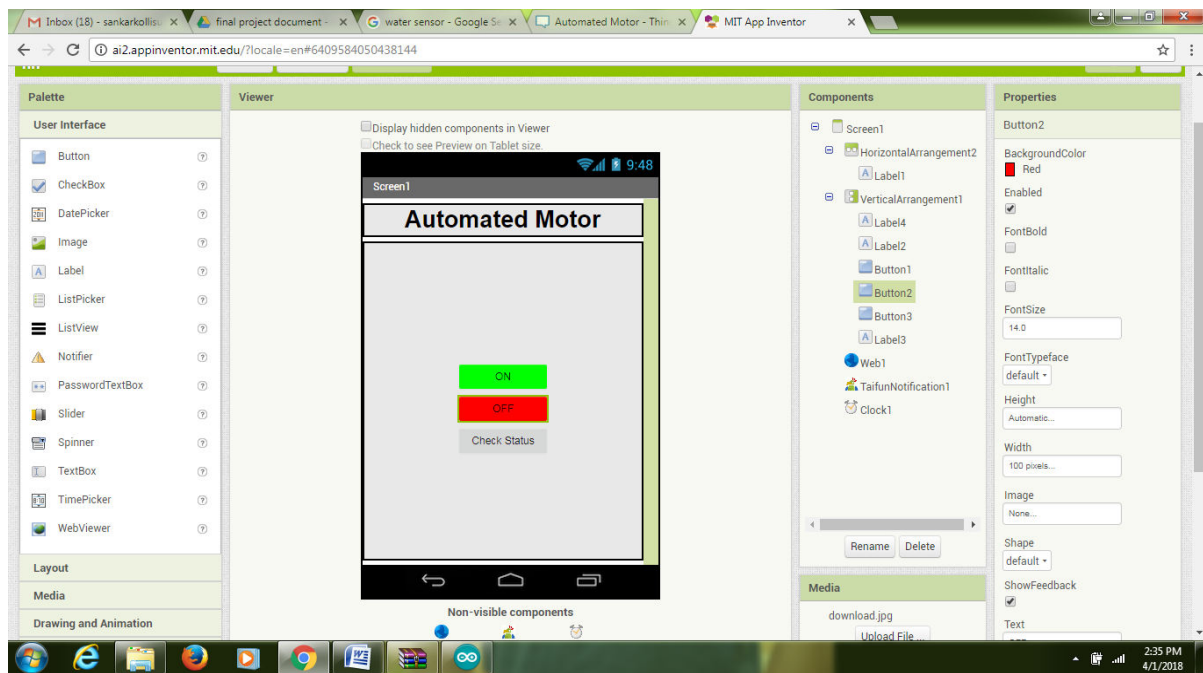 Inbox (18) - sankarkollisu
final project document -
water sensor - Google Se
Automated Motor - Thin
MIT App Inventor
ai2.appinventor.mit.edu/?locale=en#6409584050438144
Palette
User Interface
Button
CheckBox
DatePicker
Image
Label
ListPicker
ListView
Notifier
PasswordTextBox
Slider
Spinner
TextBox
TimePicker
WebViewer
Layout
Media
Drawing and Animation
Viewer
Display hidden components in Viewer
Check to see Preview on Tablet size.
9:48
Screen1
Automated Motor
ON
OFF
Check Status
Non-visible components
Components
Screen1
HorizontalArrangement2
Label1
VerticalArrangement1
Label4
Label2
Button1
Button2
Button3
Label3
Web1
TaifunNotification1
Clock1
Rename Delete
Media
download.jpg
Upload File ...
Properties
Button2
BackgroundColor
Red
Enabled
FontBold
FontItalic
FontSize
14.0
FontTypeface
default
Height
Automatic...
Width
100 pixels...
Image
None...
Shape
default
ShowFeedback
Text
2:35 PM
4/1/2018